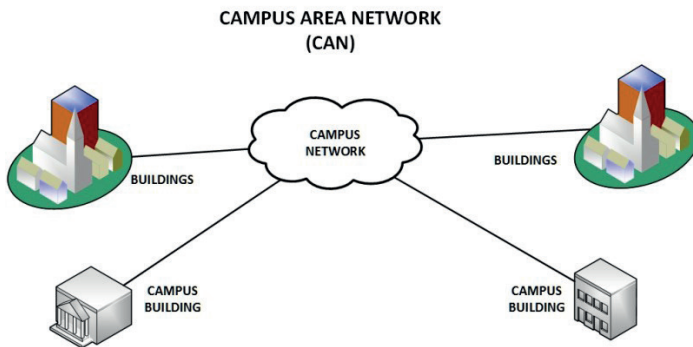 CAMPUS AREA NETWORK
(CAN)
CAMPUS
NETWORK
BUILDINGS
BUILDINGS
CAMPUS
BUILDING
CAMPUS
BUILDING